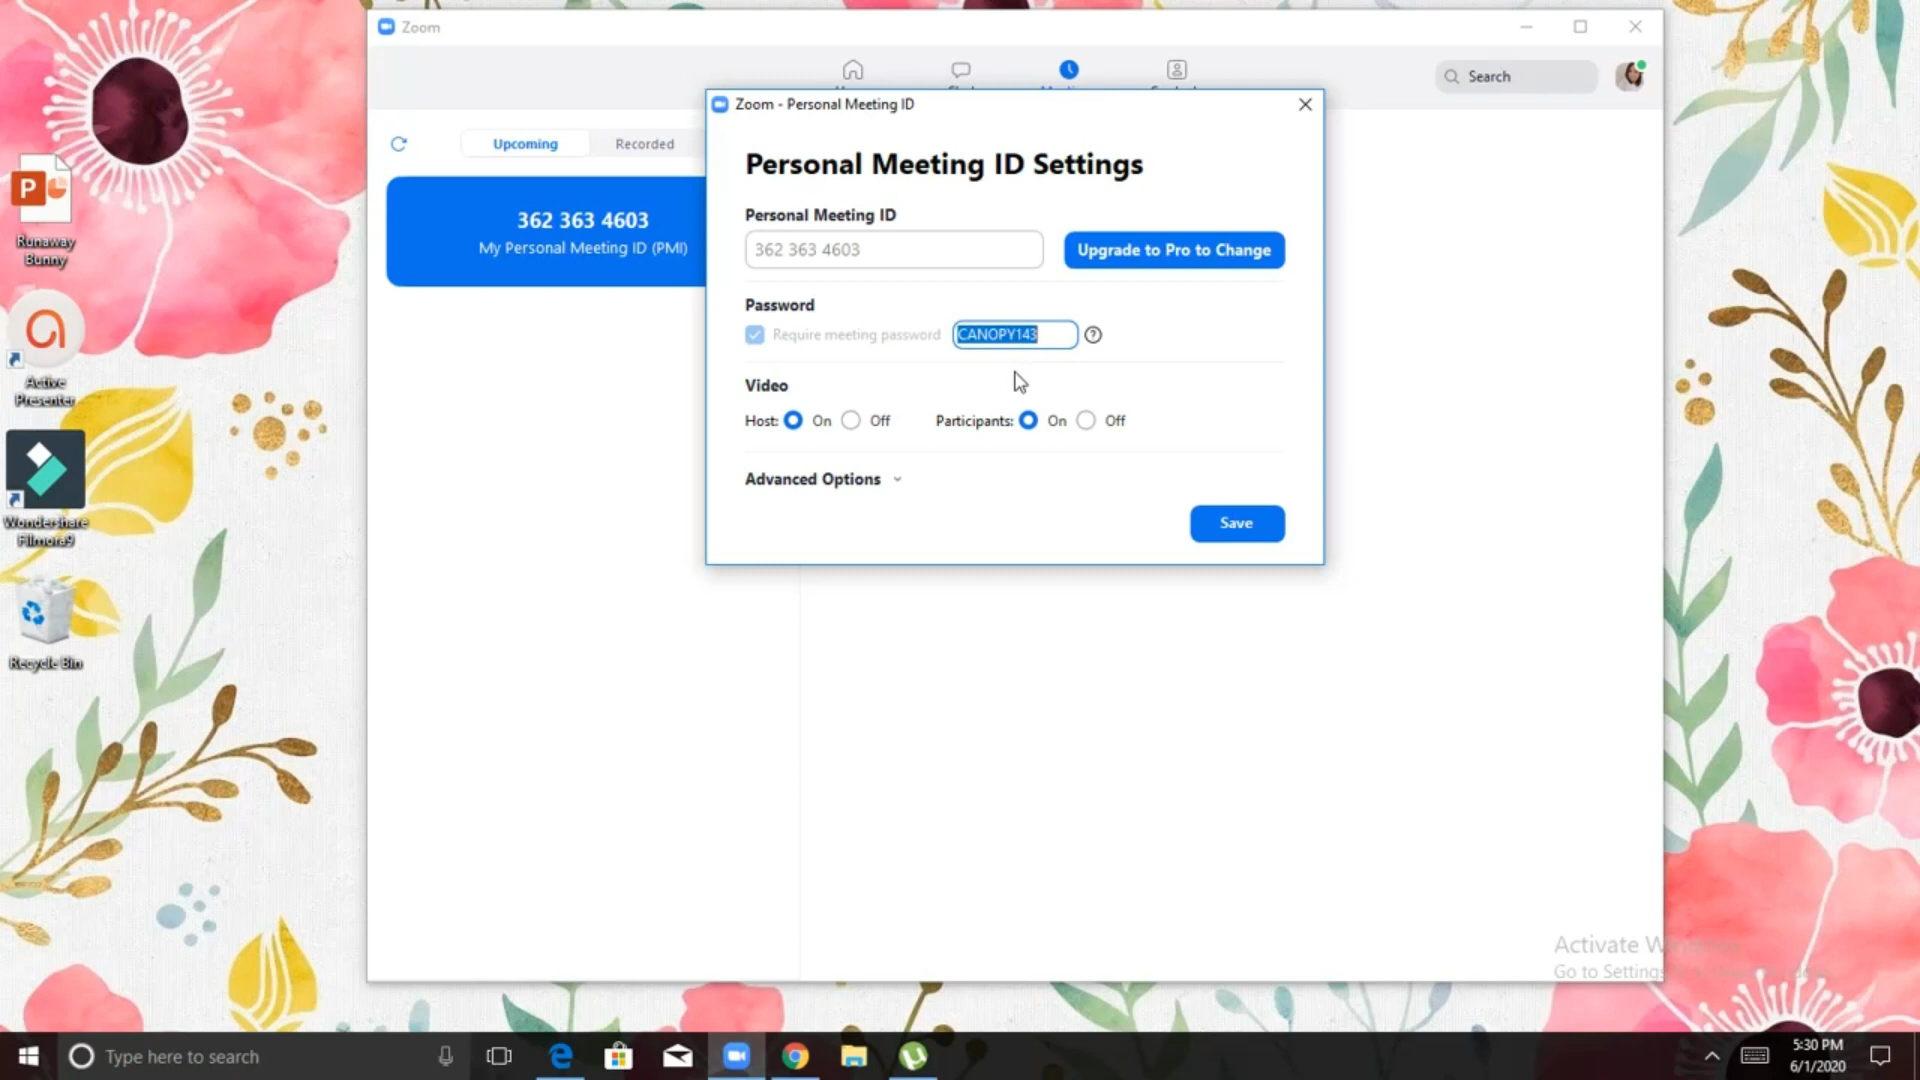 Zoom
Search
Zoom - Personal Meeting ID
Upcoming
Recorded
362 363 4603
My Personal Meeting ID (PMI)
Personal Meeting ID Settings
Personal Meeting ID
362 363 4603
Upgrade to Pro to Change
Password
Require meeting password
CANOPY143
Video
Host:
On
Off
Participants:
On
Off
Advanced Options
Save
Runaway
Bunny
Active
Presenter
Wondershare
Filmora9
Recycle Bin
Activate
Go to Settings
Type here to search
5:30 PM
6/1/2020